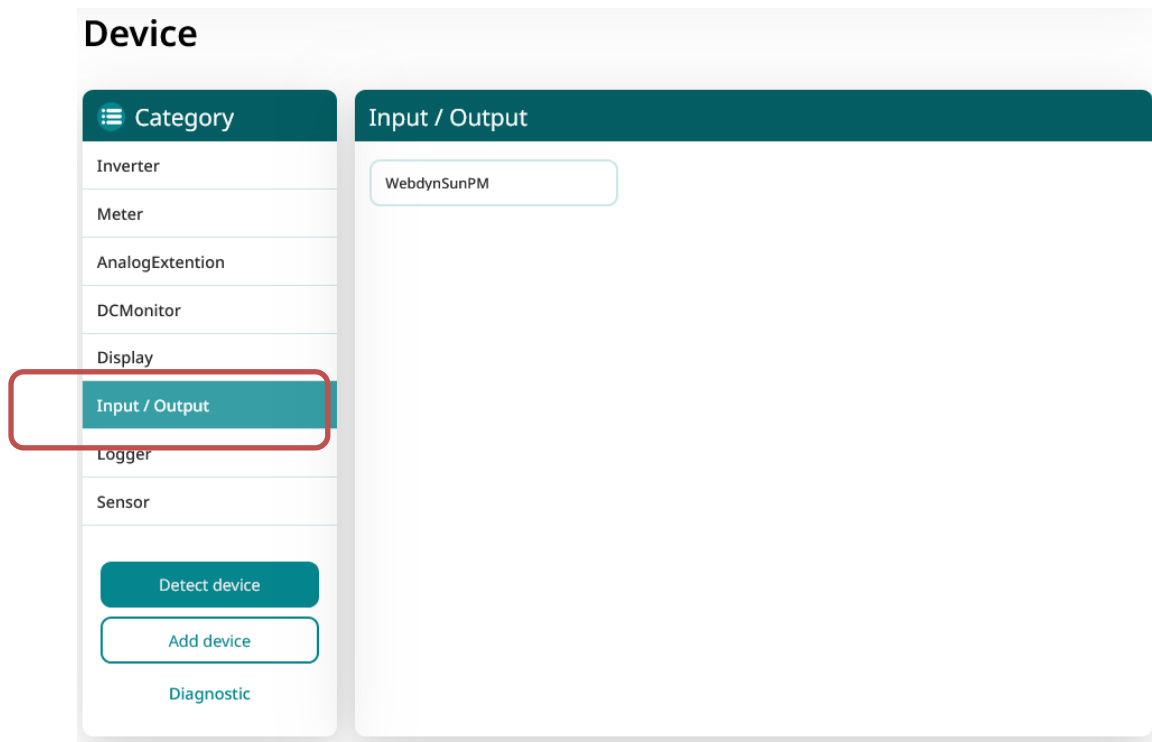 Device
Category
Inverter
Meter
AnalogExtention
DCMonitor
Display
Input / Output
Logger
Sensor
Detect device
Add device
Diagnostic
Input / Output
WebdynSunPM